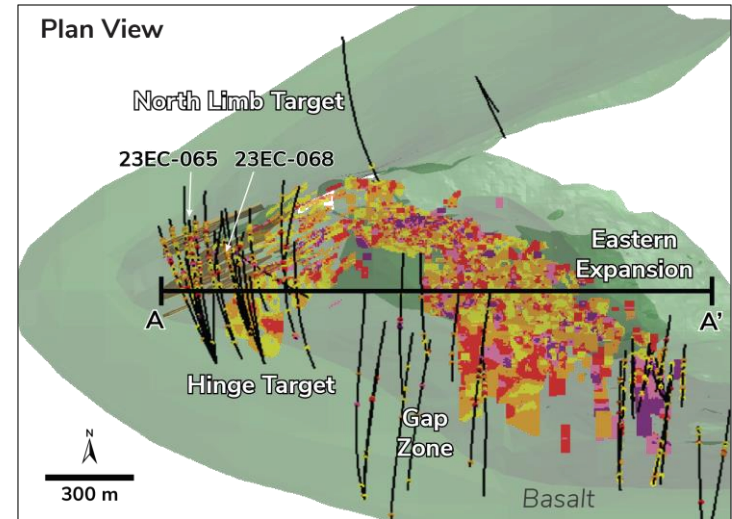 Plan View
North Limb Target
23EC-065 23EC-068
Eastern
Expansion
A
A'
Hinge Target
Gap
Zone
N
300 m
Basalt